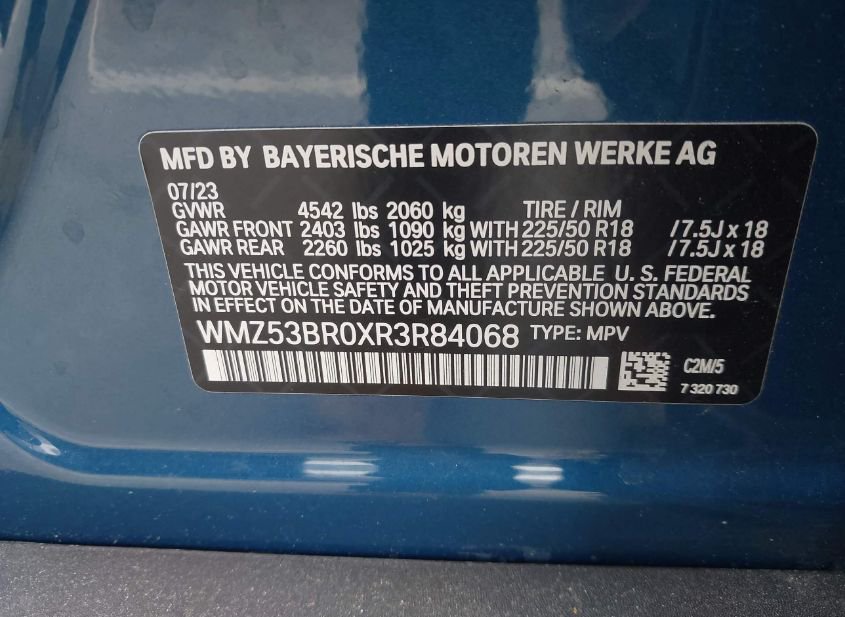 MFD BY BAYERISCHE MOTOREN WERKE AG
07/23
GVWR 4542 lbs 2060 kg TIRE / RIM
GAWR FRONT 2403 lbs 1090 kg WITH 225/50 R18 /7.5J x 18
GAWR REAR 2260 lbs 1025 kg WITH 225/50 R18 /7.5J x 18
THIS VEHICLE CONFORMS TO ALL APPLICABLE U. S. FEDERAL
MOTOR VEHICLE SAFETY AND THEFT PREVENTION STANDARDS
IN EFFECT ON THE DATE OF MANUFACTURE SHOWN ABOVE.
WMZ53BR0XR3R84068 TYPE: MPV
C2M/5
7 320 730